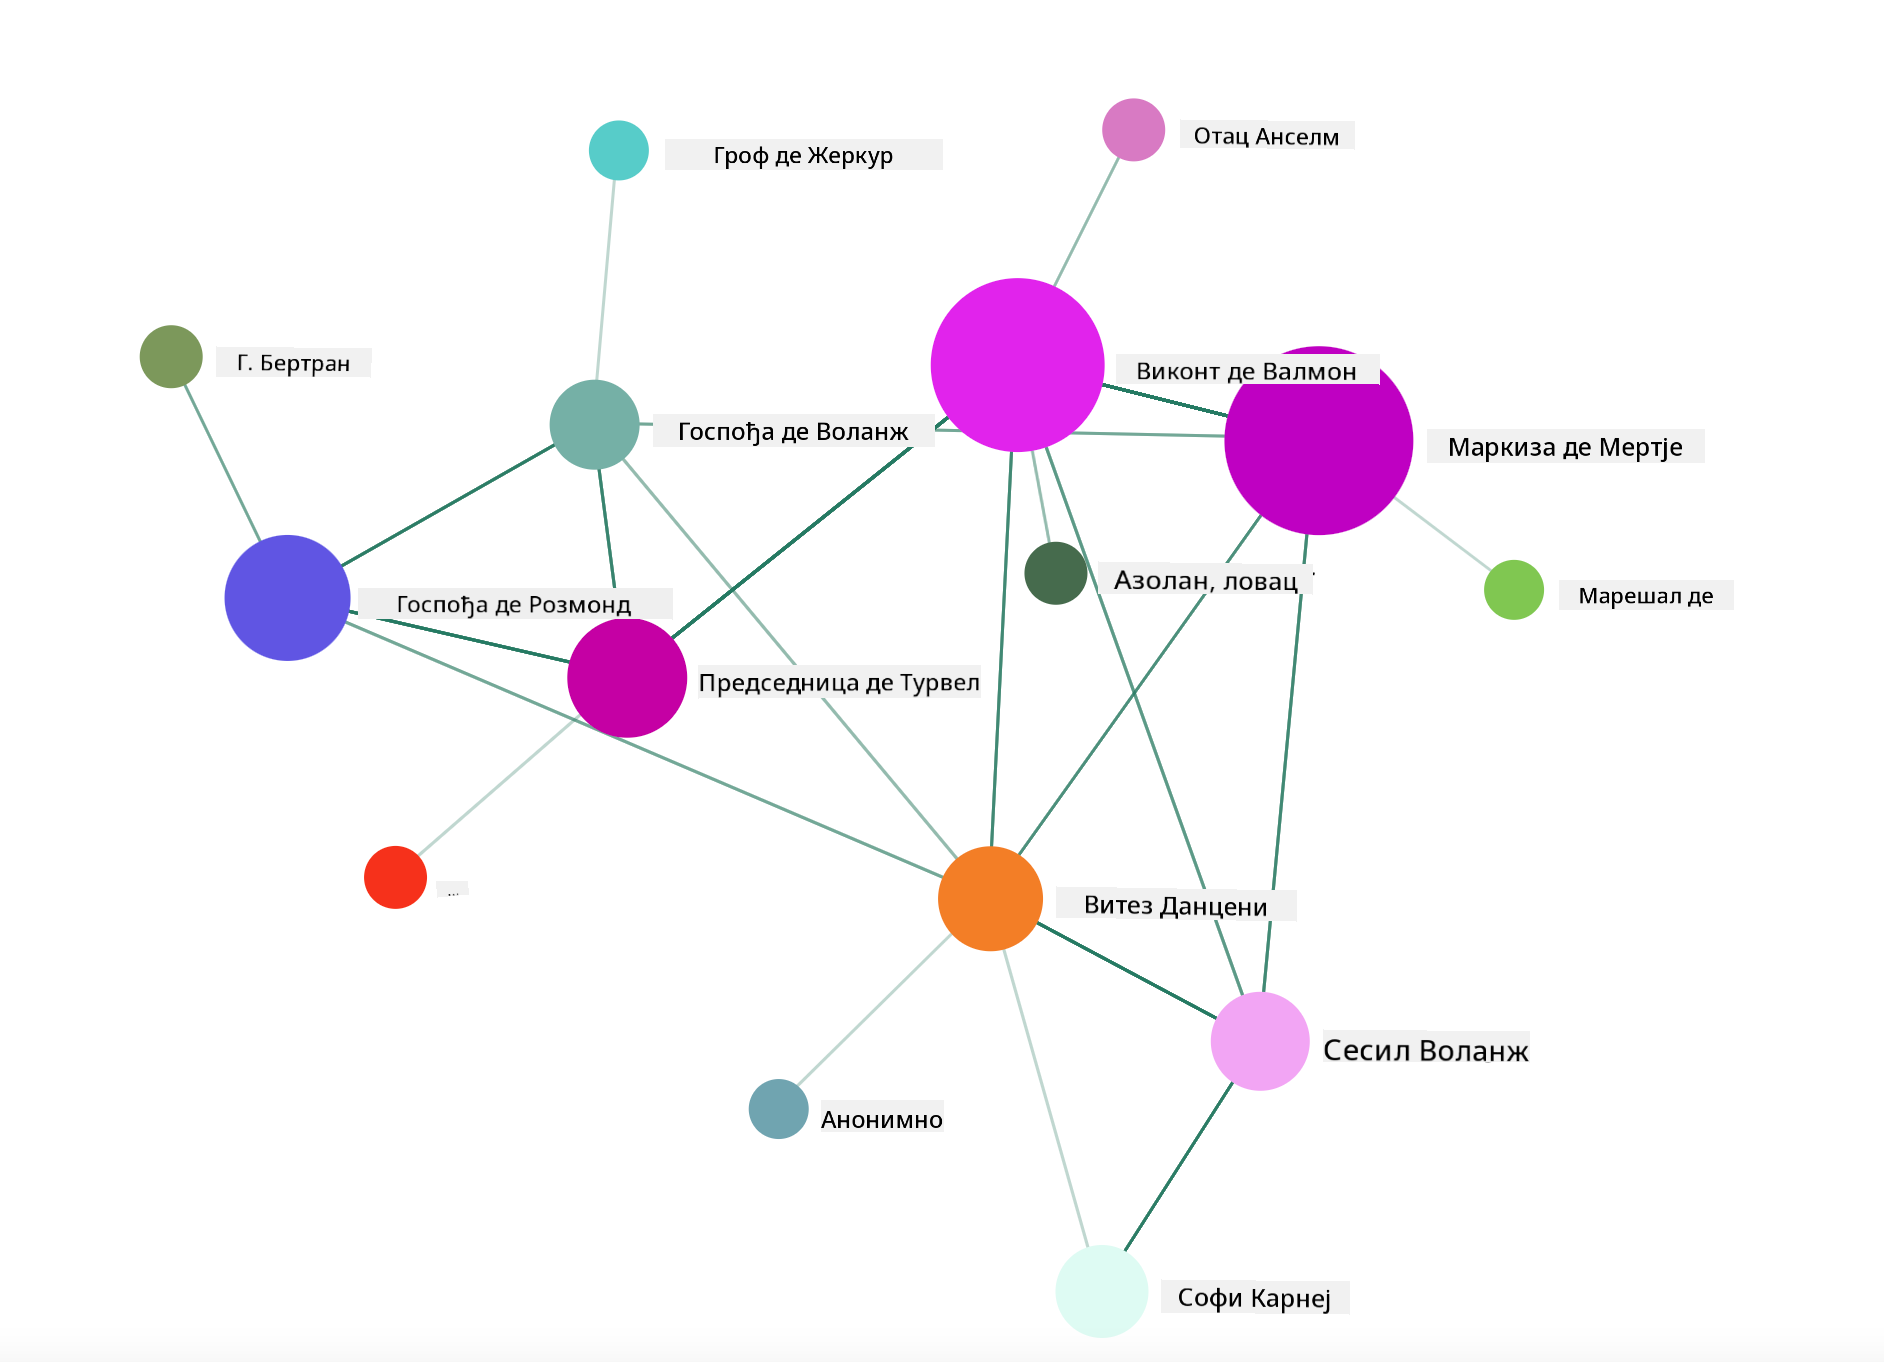 Отац Анселм
Гроф де Жеркур
Г. Бертран
Виконт де Валмон
Госпођа де Воланж
Маркиза де Мертје
Азолан, ловац
Марешал де
Госпођа де Розмонд
Председница де Турвел
...
Витез Данцени
Сесил Воланж
Анонимно
Софи Карнеј